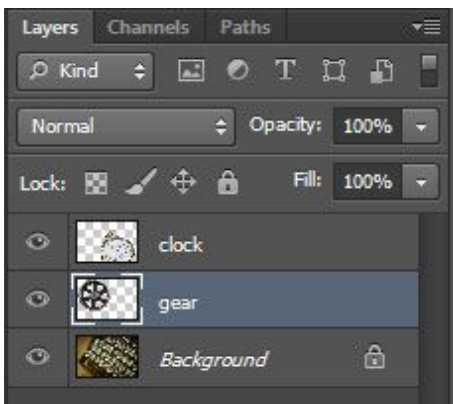 Layers Channels Paths
Kind
Normal Opacity: 100%
Lock: Fill: 100%
clock
gear
Background